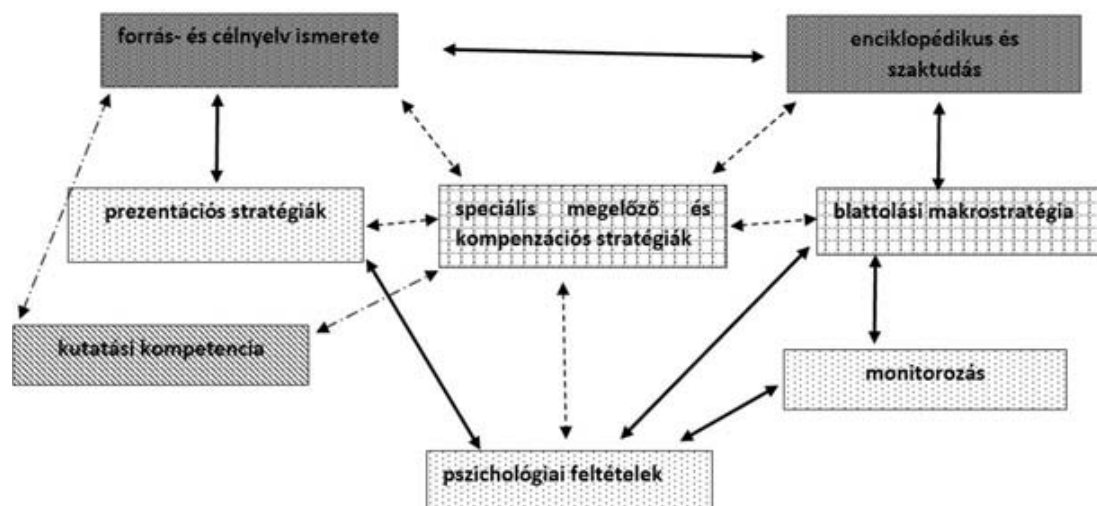 forrás- és célnyelv ismerete
enciklopédikus és
szaktudás
prezentációs stratégiák
speciális megelőző és
kompenzációs stratégiák
blattolási makrostratégia
kutatási kompetencia
monitorozás
pszichológiai feltételek